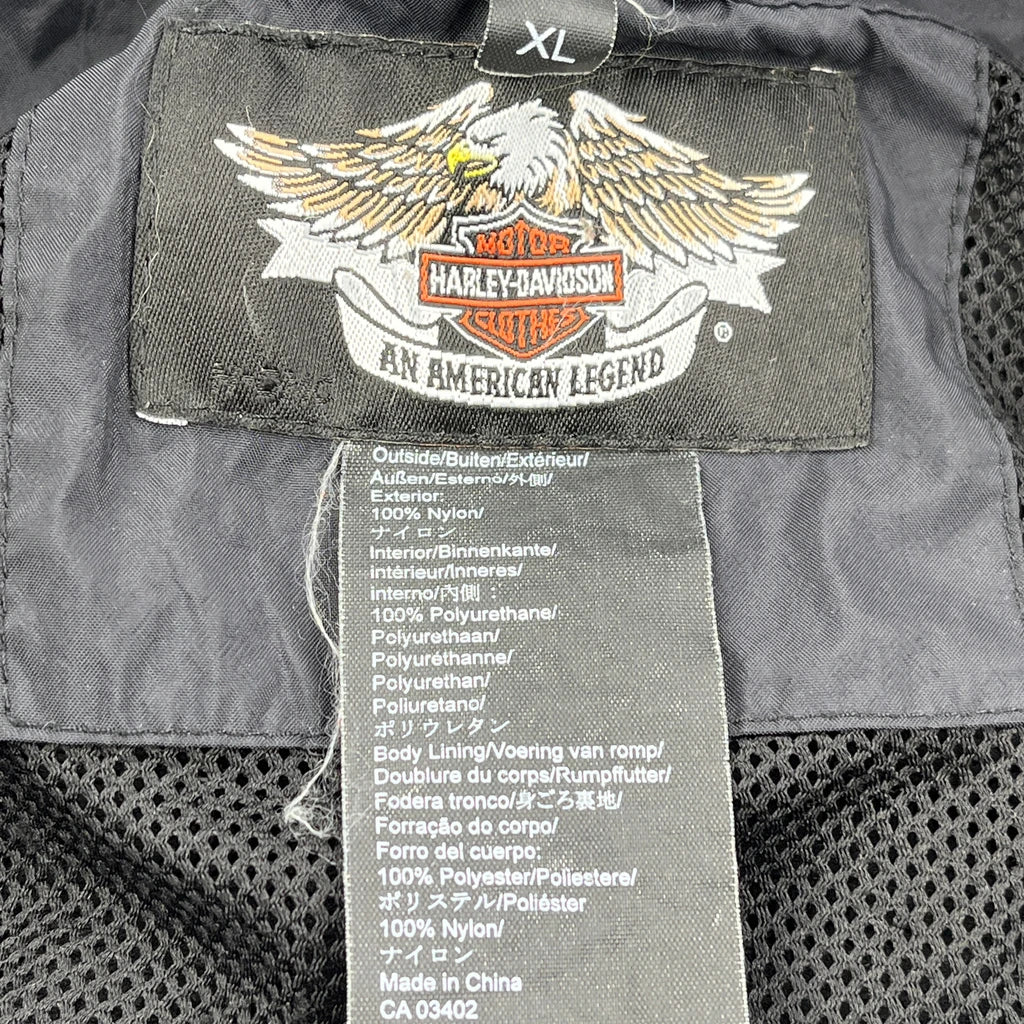 XL
MOTOR
HARLEY-DAVIDSON
CLOTHES
AN AMERICAN LEGEND
®
Outside/Buiten/Extérieur/
Außen/Esterno/外側/
Exterior:
100% Nylon/
ナイロン
Interior/Binnenkante/
intérieur/Inneres/
interno/内側：
100% Polyurethane/
Polyurethaan/
Polyuréthanne/
Polyurethan/
Poliuretano/
ポリウレタン
Body Lining/Voering van romp/
Doublure du corps/Rumpffutter/
Fodera tronco/身ごろ裏地/
Forração do corpo/
Forro del cuerpo:
100% Polyester/Poliestere/
ポリステル/Poliéster
100% Nylon/
ナイロン
Made in China
CA 03402